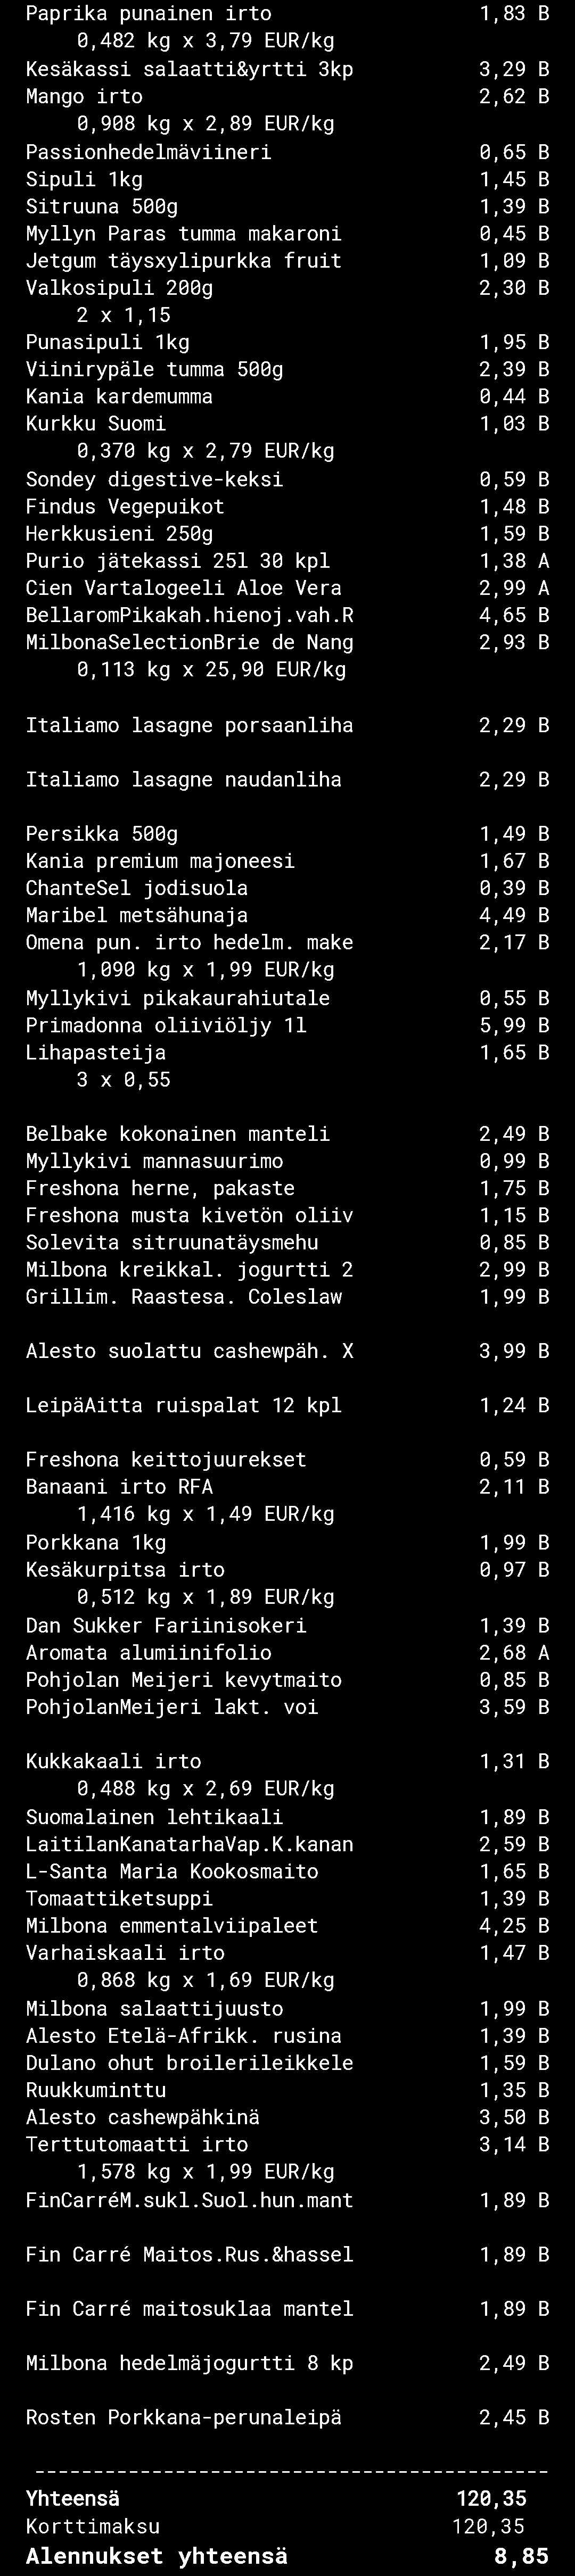 Paprika punainen irto 1,83 B
0,482 kg x 3,79 EUR/kg
Kesäkassi salaatti&yrtti 3kp 3,29 B
Mango irto 2,62 B
0,908 kg x 2,89 EUR/kg
Passionhedelmäviineri 0,65 B
Sipuli 1kg 1,45 B
Sitruuna 500g 1,39 B
Myllyn Paras tumma makaroni 0,45 B
Jetgum täysxylipurkka fruit 1,09 B
Valkosipuli 200g 2,30 B
2 x 1,15
Punasipuli 1kg 1,95 B
Viinirypäle tumma 500g 2,39 B
Kania kardemumma 0,44 B
Kurkku Suomi 1,03 B
0,370 kg x 2,79 EUR/kg
Sondey digestive-keksi 0,59 B
Findus Vegepuikot 1,48 B
Herkkusieni 250g 1,59 B
Purio jätekassi 25l 30 kpl 1,38 A
Cien Vartalogeeli Aloe Vera 2,99 A
BellaromPikakah.hienoj.vah.R 4,65 B
MilbonaSelectionBrie de Nang 2,93 B
0,113 kg x 25,90 EUR/kg
Italiamo lasagne porsaanliha 2,29 B
Italiamo lasagne naudanliha 2,29 B
Persikka 500g 1,49 B
Kania premium majoneesi 1,67 B
ChanteSel jodisuola 0,39 B
Maribel metsähunaja 4,49 B
Omena pun. irto hedelm. make 2,17 B
1,090 kg x 1,99 EUR/kg
Myllykivi pikakaurahiutale 0,55 B
Primadonna oliiviöljy 1l 5,99 B
Lihapasteija 1,65 B
3 x 0,55
Belbake kokonainen manteli 2,49 B
Myllykivi mannasuurimo 0,99 B
Freshona herne, pakaste 1,75 B
Freshona musta kivetön oliiv 1,15 B
Solevita sitruunatäysmehu 0,85 B
Milbona kreikkal. jogurtti 2 2,99 B
Grillim. Raastesa. Coleslaw 1,99 B
Alesto suolattu cashewpäh. X 3,99 B
LeipäAitta ruispalat 12 kpl 1,24 B
Freshona keittojuurekset 0,59 B
Banaani irto RFA 2,11 B
1,416 kg x 1,49 EUR/kg
Porkkana 1kg 1,99 B
Kesäkurpitsa irto 0,97 B
0,512 kg x 1,89 EUR/kg
Dan Sukker Fariinisokeri 1,39 B
Aromata alumiinifolio 2,68 A
Pohjolan Meijeri kevytmaito 0,85 B
PohjolanMeijeri lakt. voi 3,59 B
Kukkakaali irto 1,31 B
0,488 kg x 2,69 EUR/kg
Suomalainen lehtikaali 1,89 B
LaitilanKanatarhaVap.K.kanan 2,59 B
L-Santa Maria Kookosmaito 1,65 B
Tomaattiketsuppi 1,39 B
Milbona emmentalviipaleet 4,25 B
Varhaiskaali irto 1,47 B
0,868 kg x 1,69 EUR/kg
Milbona salaattijuusto 1,99 B
Alesto Etelä-Afrikk. rusina 1,39 B
Dulano ohut broilerileikkele 1,59 B
Ruukkuminttu 1,35 B
Alesto cashewpähkinä 3,50 B
Terttutomaatti irto 3,14 B
1,578 kg x 1,99 EUR/kg
FinCarréM.sukl.Suol.hun.mant 1,89 B
Fin Carré Maitos.Rus.&hassel 1,89 B
Fin Carré maitosuklaa mantel 1,89 B
Milbona hedelmäjogurtti 8 kp 2,49 B
Rosten Porkkana-perunaleipä 2,45 B
--------------------------------------------
Yhteensä 120,35
Korttimaksu 120,35
Alennukset yhteensä 8,85